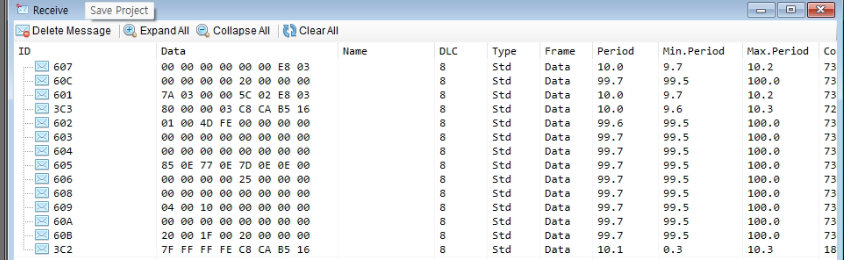 Receive Save Project
Delete Message Expand All Collapse All Clear All
ID Data Name DLC Type Frame Period Min.Period Max.Period Co
607 00 00 00 00 00 00 E8 03 8 Std Data 10.0 9.7 10.2 73
60C 00 00 00 00 20 00 00 00 8 Std Data 99.7 99.5 100.0 73
601 7A 03 00 00 5C 02 E8 03 8 Std Data 10.0 9.7 10.2 73
3C3 80 00 00 03 C8 CA B5 16 8 Std Data 10.0 9.6 10.3 72
602 01 00 4D FE 00 00 00 00 8 Std Data 99.6 99.5 100.0 73
603 00 00 00 00 00 00 00 00 8 Std Data 99.7 99.5 100.0 73
604 00 00 00 00 00 00 00 00 8 Std Data 99.7 99.5 100.0 73
605 85 0E 77 0E 7D 0E 0E 00 8 Std Data 99.7 99.5 100.0 73
606 00 00 00 00 25 00 00 00 8 Std Data 99.7 99.5 100.0 73
608 00 00 00 00 00 00 00 00 8 Std Data 99.7 99.5 100.0 73
609 04 00 10 00 00 00 00 00 8 Std Data 99.7 99.5 100.0 73
60A 00 00 00 00 00 00 00 00 8 Std Data 99.7 99.5 100.0 73
60B 20 00 1F 00 20 00 00 00 8 Std Data 99.7 99.5 100.0 73
3C2 7F FF FF FE C8 CA B5 16 8 Std Data 10.1 0.3 10.3 18